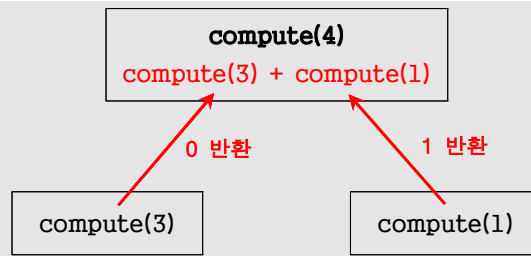 compute(4)
compute(3) + compute(1)
0 반환
1 반환
compute(3)
compute(1)